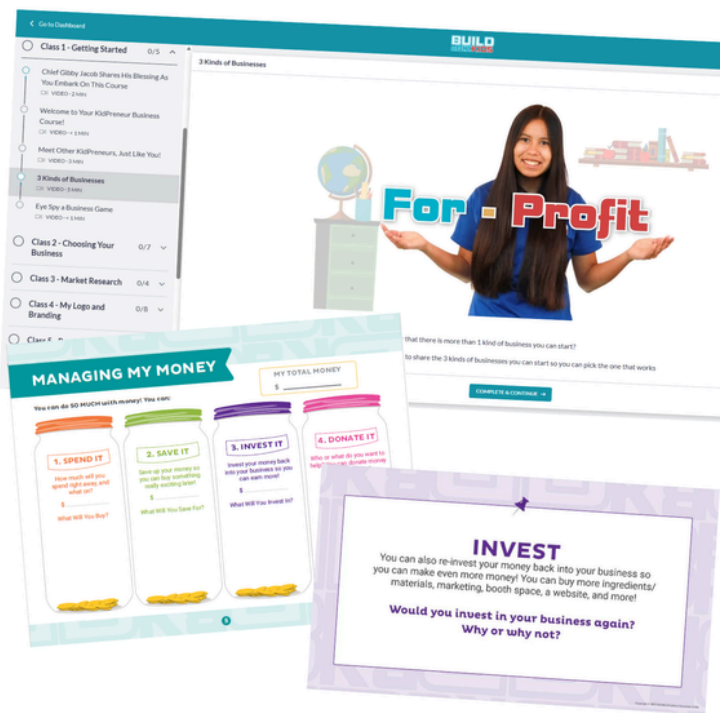 Go to Dashboard
BUILD
Class 1 - Getting Started 0/5
Chief Gibby Jacob Shares His Blessing As
You Embark On This Course
VIDEO · 2 MIN
Welcome to Your KidPreneur Business
Course!
VIDEO · < 1 MIN
Meet Other KidPreneurs, Just Like You!
VIDEO · 3 MIN
3 Kinds of Businesses
VIDEO · 3 MIN
Eye Spy a Business Game
VIDEO · < 1 MIN
Class 2 - Choosing Your 0/7
Business
Class 3 - Market Research 0/4
Class 4 - My Logo and 0/8
Branding
Class 5
3 Kinds of Businesses
For - Profit
that there is more than 1 kind of business you can start?
to share the 3 kinds of businesses you can start so you can pick the one that works
COMPLETE & CONTINUE →
MANAGING MY MONEY
MY TOTAL MONEY
$
You can do SO MUCH with money! You can:
1. SPEND IT
How much will you
spend right away and
what on?
$
What Will You Buy?
2. SAVE IT
Save up your money so
you can buy something
really exciting later!
$
What Will You Save For?
3. INVEST IT
Invest your money back
into your business so you
can earn more!
$
What Will You Invest In?
4. DONATE IT
Who or what do you want to
help? You can donate money
5
INVEST
You can also re-invest your money back into your business so
you can make even more money! You can buy more ingredients/
materials, marketing, booth space, a website, and more!
Would you invest in your business again?
Why or why not?